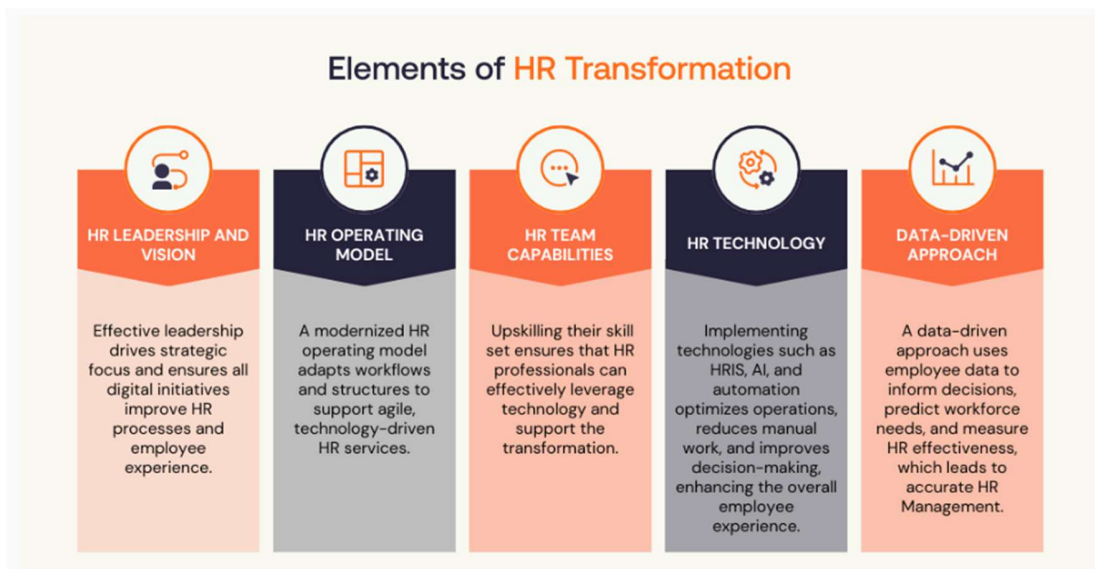 Elements of HR Transformation
HR LEADERSHIP AND
VISION
Effective leadership
drives strategic
focus and ensures all
digital initiatives
improve HR
processes and
employee
experience.
HR OPERATING
MODEL
A modernized HR
operating model
adapts workflows
and structures to
support agile,
technology-driven
HR services.
HR TEAM
CAPABILITIES
Upskilling their skill
set ensures that HR
professionals can
effectively leverage
technology and
support the
transformation.
HR TECHNOLOGY
Implementing
technologies such as
HRIS, AI, and
automation
optimizes operations,
reduces manual
work, and improves
decision-making,
enhancing the overall
employee
experience.
DATA-DRIVEN
APPROACH
A data-driven
approach uses
employee data to
inform decisions,
predict workforce
needs, and measure
HR effectiveness,
which leads to
accurate HR
Management.